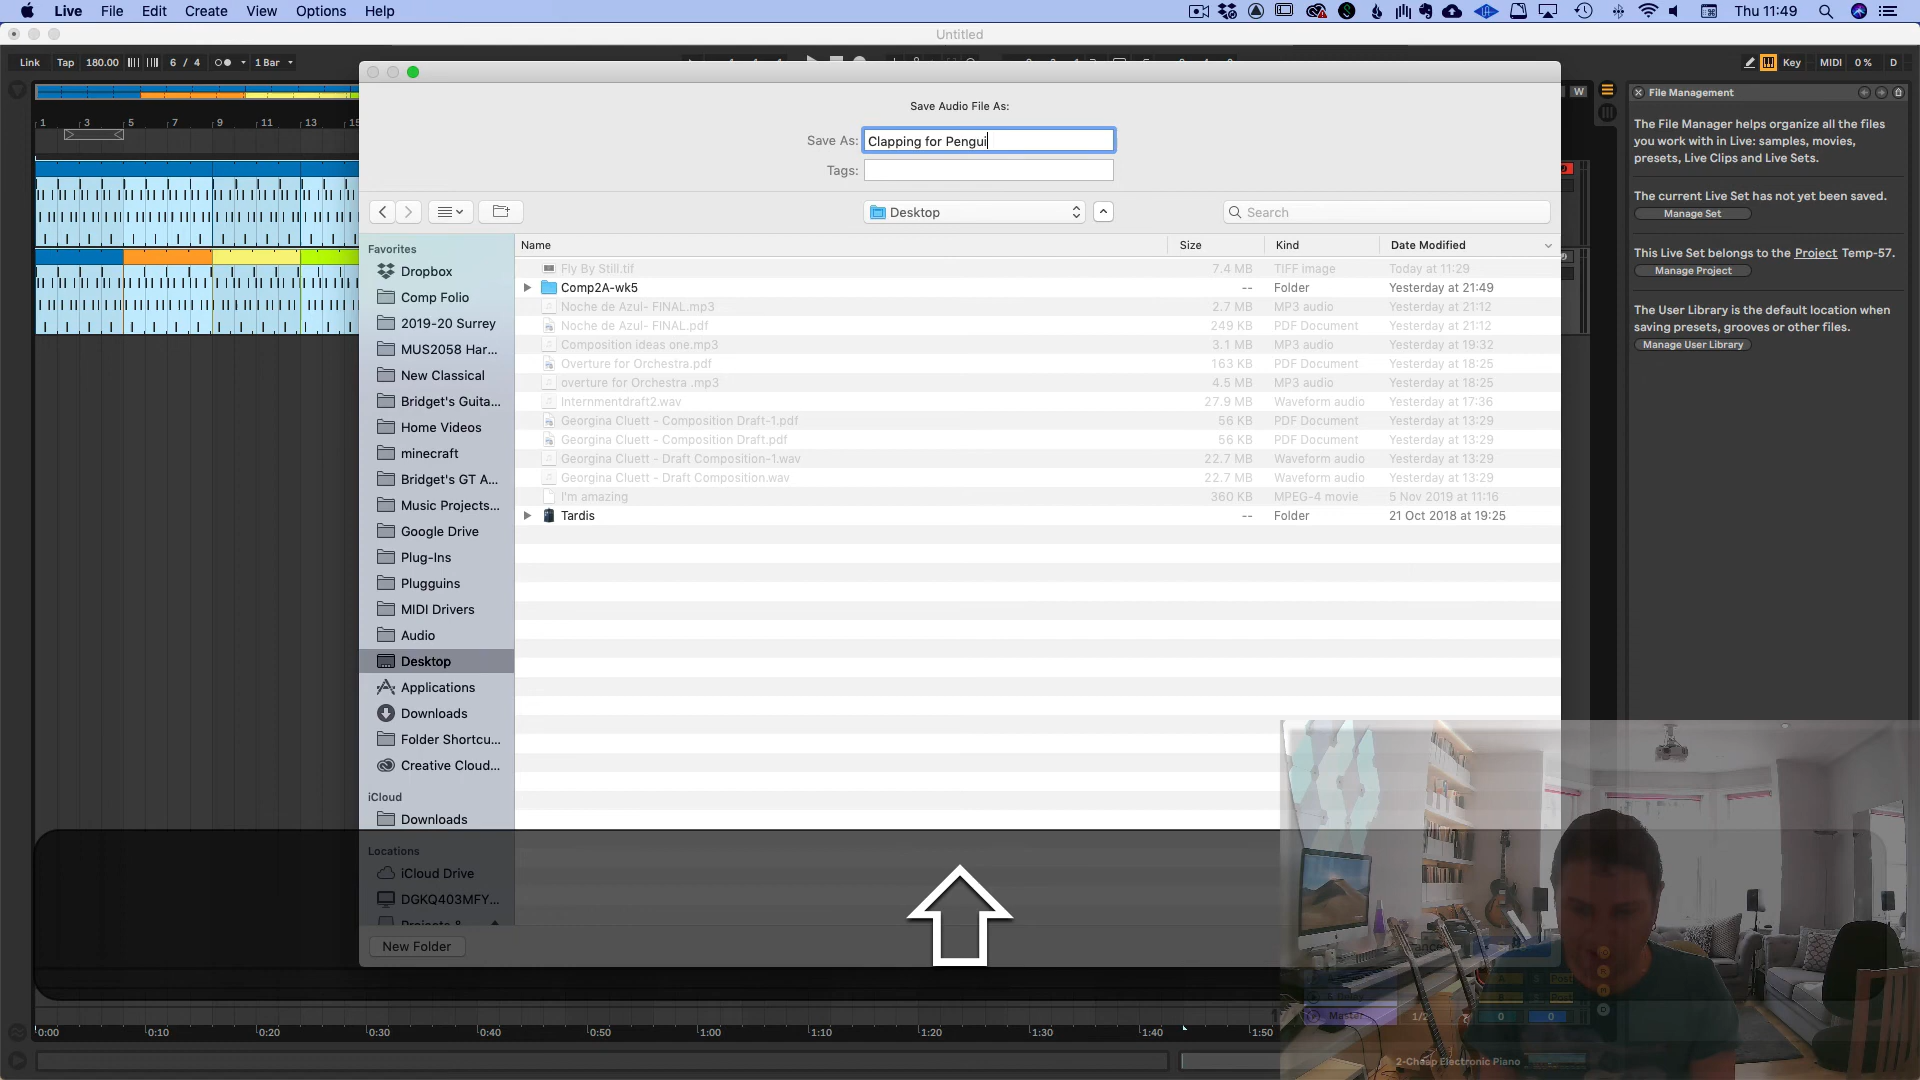 Live File Edit Create View Options Help Thu 11:49
Untitled
Link Tap 180.00 6 / 4 1 Bar Key MIDI 0 % D
1 3 5 7 9 11 13 15
Save Audio File As:
Save As: Clapping for Pengui
Tags:
Desktop
Search
Name Size Kind Date Modified
Fly By Still.tif 7.4 MB TIFF image Today at 11:29
Comp2A-wk5 -- Folder Yesterday at 21:49
Noche de Azul- FINAL.mp3 2.7 MB MP3 audio Yesterday at 21:12
Noche de Azul- FINAL.pdf 249 KB PDF Document Yesterday at 21:12
Composition ideas one.mp3 3.1 MB MP3 audio Yesterday at 19:32
Overture for Orchestra.pdf 163 KB PDF Document Yesterday at 18:25
overture for Orchestra .mp3 4.5 MB MP3 audio Yesterday at 18:25
Internmentdraft2.wav 27.9 MB Waveform audio Yesterday at 17:36
Georgina Cluett - Composition Draft-1.pdf 56 KB PDF Document Yesterday at 13:29
Georgina Cluett - Composition Draft.pdf 56 KB PDF Document Yesterday at 13:29
Georgina Cluett - Draft Composition-1.wav 22.7 MB Waveform audio Yesterday at 13:29
Georgina Cluett - Draft Composition.wav 22.7 MB Waveform audio Yesterday at 13:29
I'm amazing 360 KB MPEG-4 movie 5 Nov 2019 at 11:16
Tardis -- Folder 21 Oct 2018 at 19:25
Favorites
Dropbox
Comp Folio
2019-20 Surrey
MUS2058 Har...
New Classical
Bridget's Guita...
Home Videos
minecraft
Bridget's GT A...
Music Projects...
Google Drive
Plug-Ins
Plugguins
MIDI Drivers
Audio
Desktop
Applications
Downloads
Folder Shortcu...
Creative Cloud...
iCloud
Downloads
Locations
iCloud Drive
DGKQ403MFY...
Projects &
New Folder
W
File Management
The File Manager helps organize all the files
you work with in Live: samples, movies,
presets, Live Clips and Live Sets.
The current Live Set has not yet been saved.
Manage Set
This Live Set belongs to the Project Temp-57.
Manage Project
The User Library is the default location when
saving presets, grooves or other files.
Manage User Library
Master 1/2 0 0
0:00 0:10 0:20 0:30 0:40 0:50 1:00 1:10 1:20 1:30 1:40 1:50
2-Cheap Electronic Piano